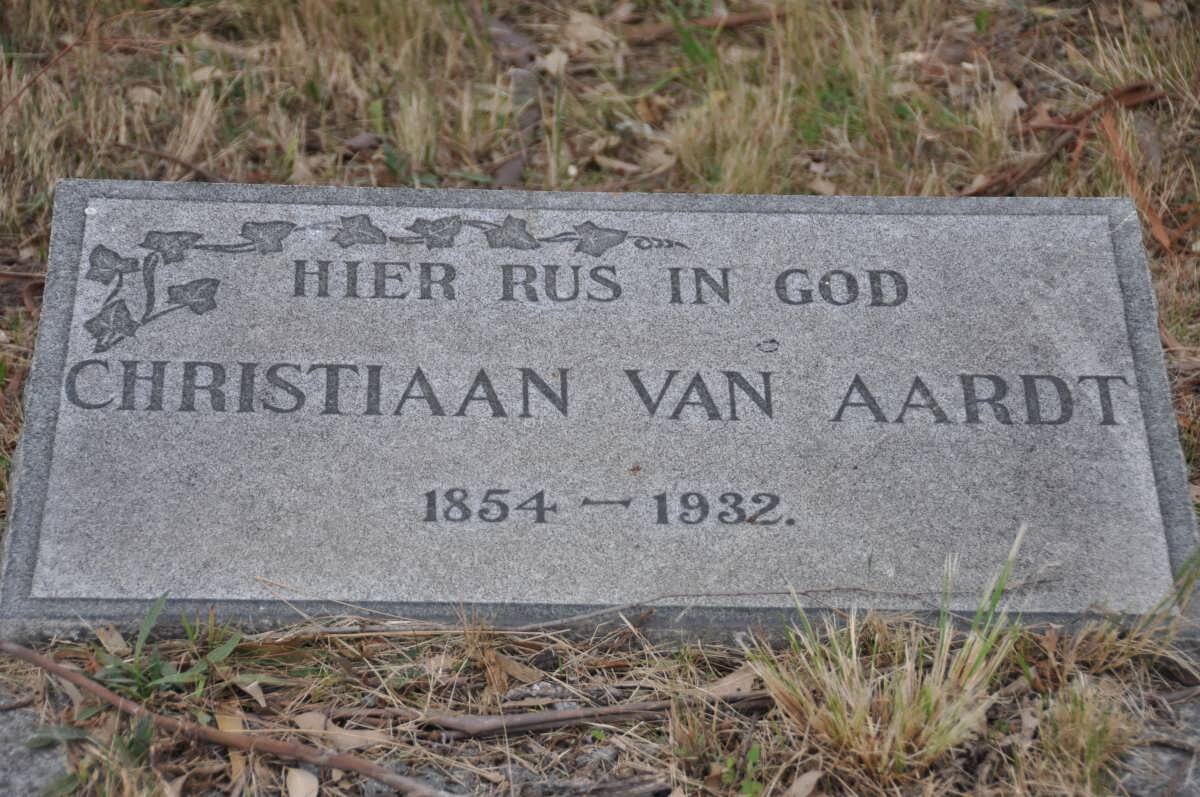 HIER RUS IN GOD
CHRISTIAAN VAN AARDT
1854 – 1932.